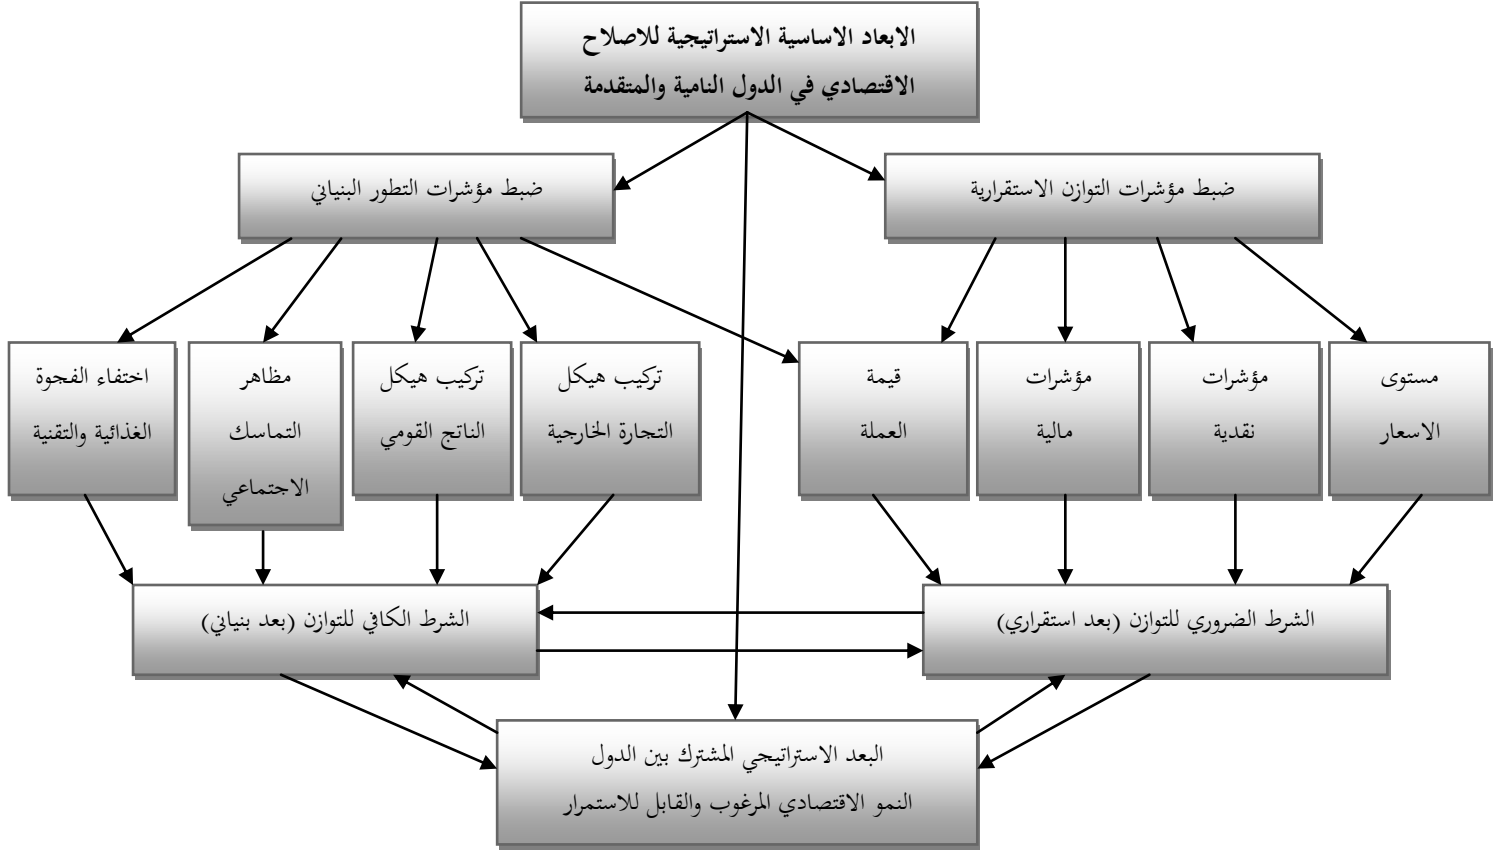 الابعاد الاساسية الاستراتيجية للاصلاح
الاقتصادي في الدول النامية والمتقدمة
ضبط مؤشرات التوازن الاستقرارية
ضبط مؤشرات التطور البنياني
مستوى
الاسعار
مؤشرات
نقدية
مؤشرات
مالية
قيمة
العملة
تركيب هيكل
التجارة الخارجية
تركيب هيكل
الناتج القومي
مظاهر
التماسك
الاجتماعي
اختفاء الفجوة
الغذائية والتقنية
الشرط الضروري للتوازن (بعد استقراري)
الشرط الكافي للتوازن (بعد بنياني)
البعد الاستراتيجي المشترك بين الدول
النمو الاقتصادي المرغوب والقابل للاستمرار